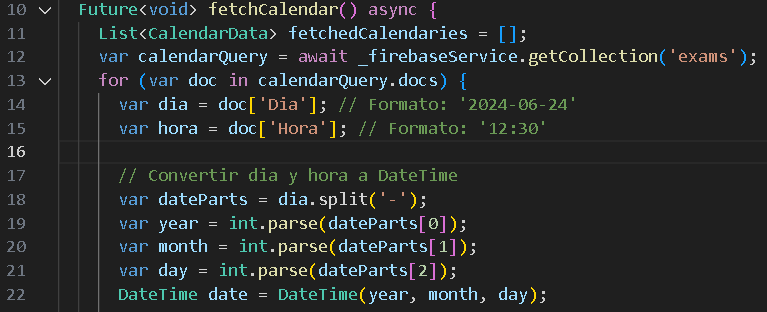 10 Future<void> fetchCalendar() async {
11 List<CalendarData> fetchedCalendaries = [];
12 var calendarQuery = await _firebaseService.getCollection('exams');
13 for (var doc in calendarQuery.docs) {
14 var dia = doc['Dia']; // Formato: '2024-06-24'
15 var hora = doc['Hora']; // Formato: '12:30'
16
17 // Convertir dia y hora a DateTime
18 var dateParts = dia.split('-');
19 var year = int.parse(dateParts[0]);
20 var month = int.parse(dateParts[1]);
21 var day = int.parse(dateParts[2]);
22 DateTime date = DateTime(year, month, day);